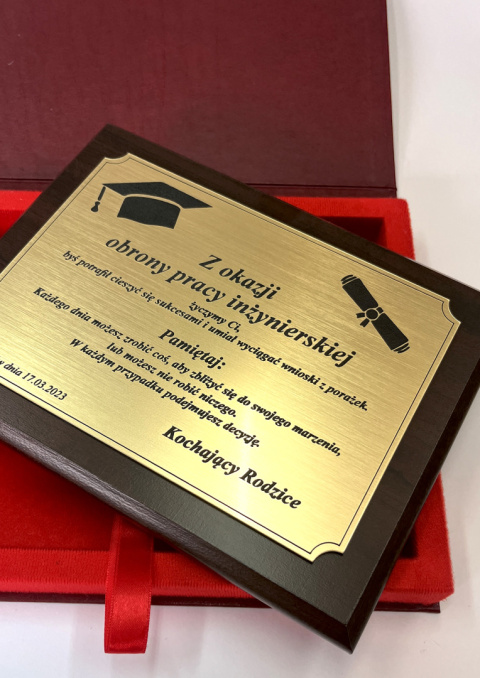 Z okazji
obrony pracy inżynierskiej
życzymy Ci,
byś potrafił cieszyć się sukcesami i umiał wyciągać wnioski z porażek.
Pamiętaj:
Każdego dnia możesz zrobić coś, aby zbliżyć się do swojego marzenia,
lub możesz nie robić niczego.
W każdym przypadku podejmujesz decyzję.
Kochający Rodzice
dnia 17.03.2023